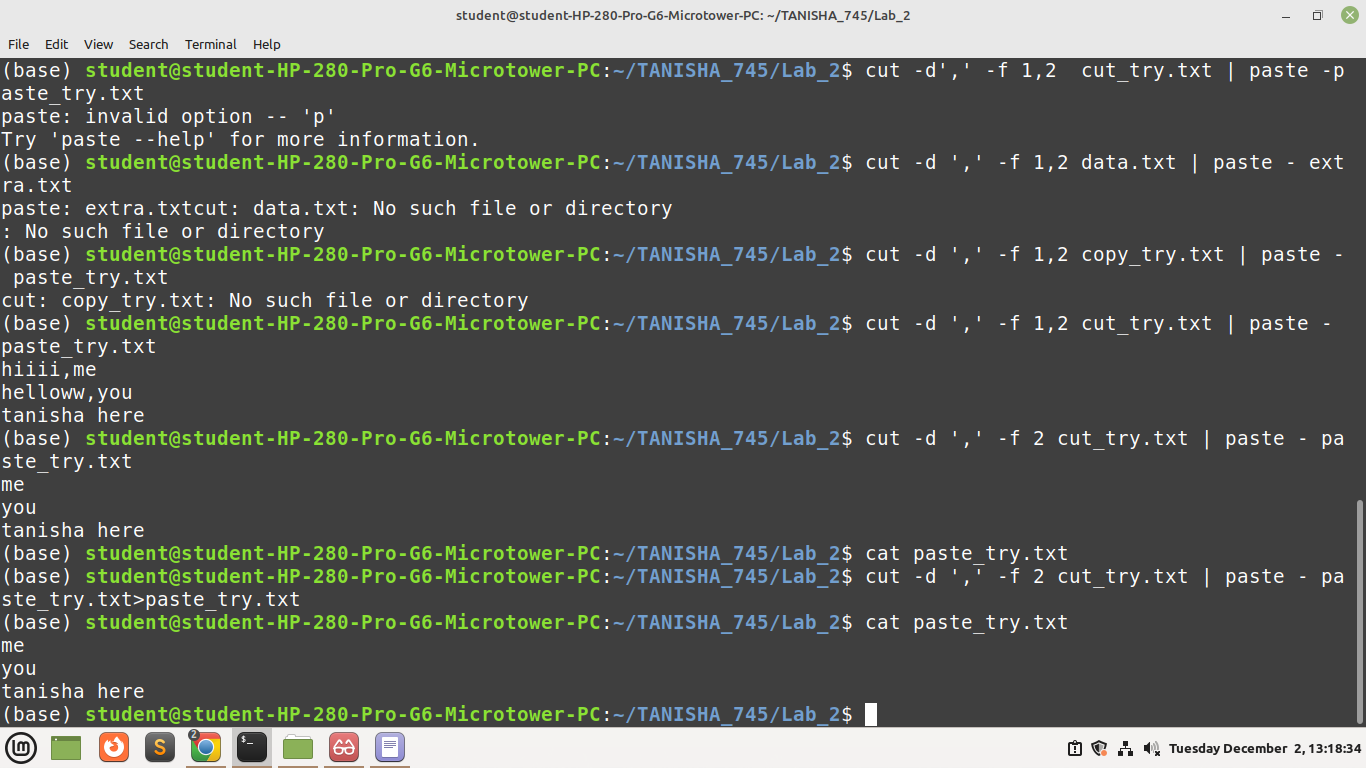 student@student-HP-280-Pro-G6-Microtower-PC: ~/TANISHA_745/Lab_2
File Edit View Search Terminal Help
(base) student@student-HP-280-Pro-G6-Microtower-PC:~/TANISHA_745/Lab_2$ cut -d',' -f 1,2  cut_try.txt | paste -p
aste_try.txt
paste: invalid option -- 'p'
Try 'paste --help' for more information.
(base) student@student-HP-280-Pro-G6-Microtower-PC:~/TANISHA_745/Lab_2$ cut -d ',' -f 1,2 data.txt | paste - ext
ra.txt
paste: extra.txtcut: data.txt: No such file or directory
: No such file or directory
(base) student@student-HP-280-Pro-G6-Microtower-PC:~/TANISHA_745/Lab_2$ cut -d ',' -f 1,2 copy_try.txt | paste -
 paste_try.txt
cut: copy_try.txt: No such file or directory
(base) student@student-HP-280-Pro-G6-Microtower-PC:~/TANISHA_745/Lab_2$ cut -d ',' -f 1,2 cut_try.txt | paste -
paste_try.txt
hiiii,me
helloww,you
tanisha here
(base) student@student-HP-280-Pro-G6-Microtower-PC:~/TANISHA_745/Lab_2$ cut -d ',' -f 2 cut_try.txt | paste - pa
ste_try.txt
me
you
tanisha here
(base) student@student-HP-280-Pro-G6-Microtower-PC:~/TANISHA_745/Lab_2$ cat paste_try.txt
(base) student@student-HP-280-Pro-G6-Microtower-PC:~/TANISHA_745/Lab_2$ cut -d ',' -f 2 cut_try.txt | paste - pa
ste_try.txt>paste_try.txt
(base) student@student-HP-280-Pro-G6-Microtower-PC:~/TANISHA_745/Lab_2$ cat paste_try.txt
me
you
tanisha here
(base) student@student-HP-280-Pro-G6-Microtower-PC:~/TANISHA_745/Lab_2$
lm S 2 $_ Tuesday December 2, 13:18:34